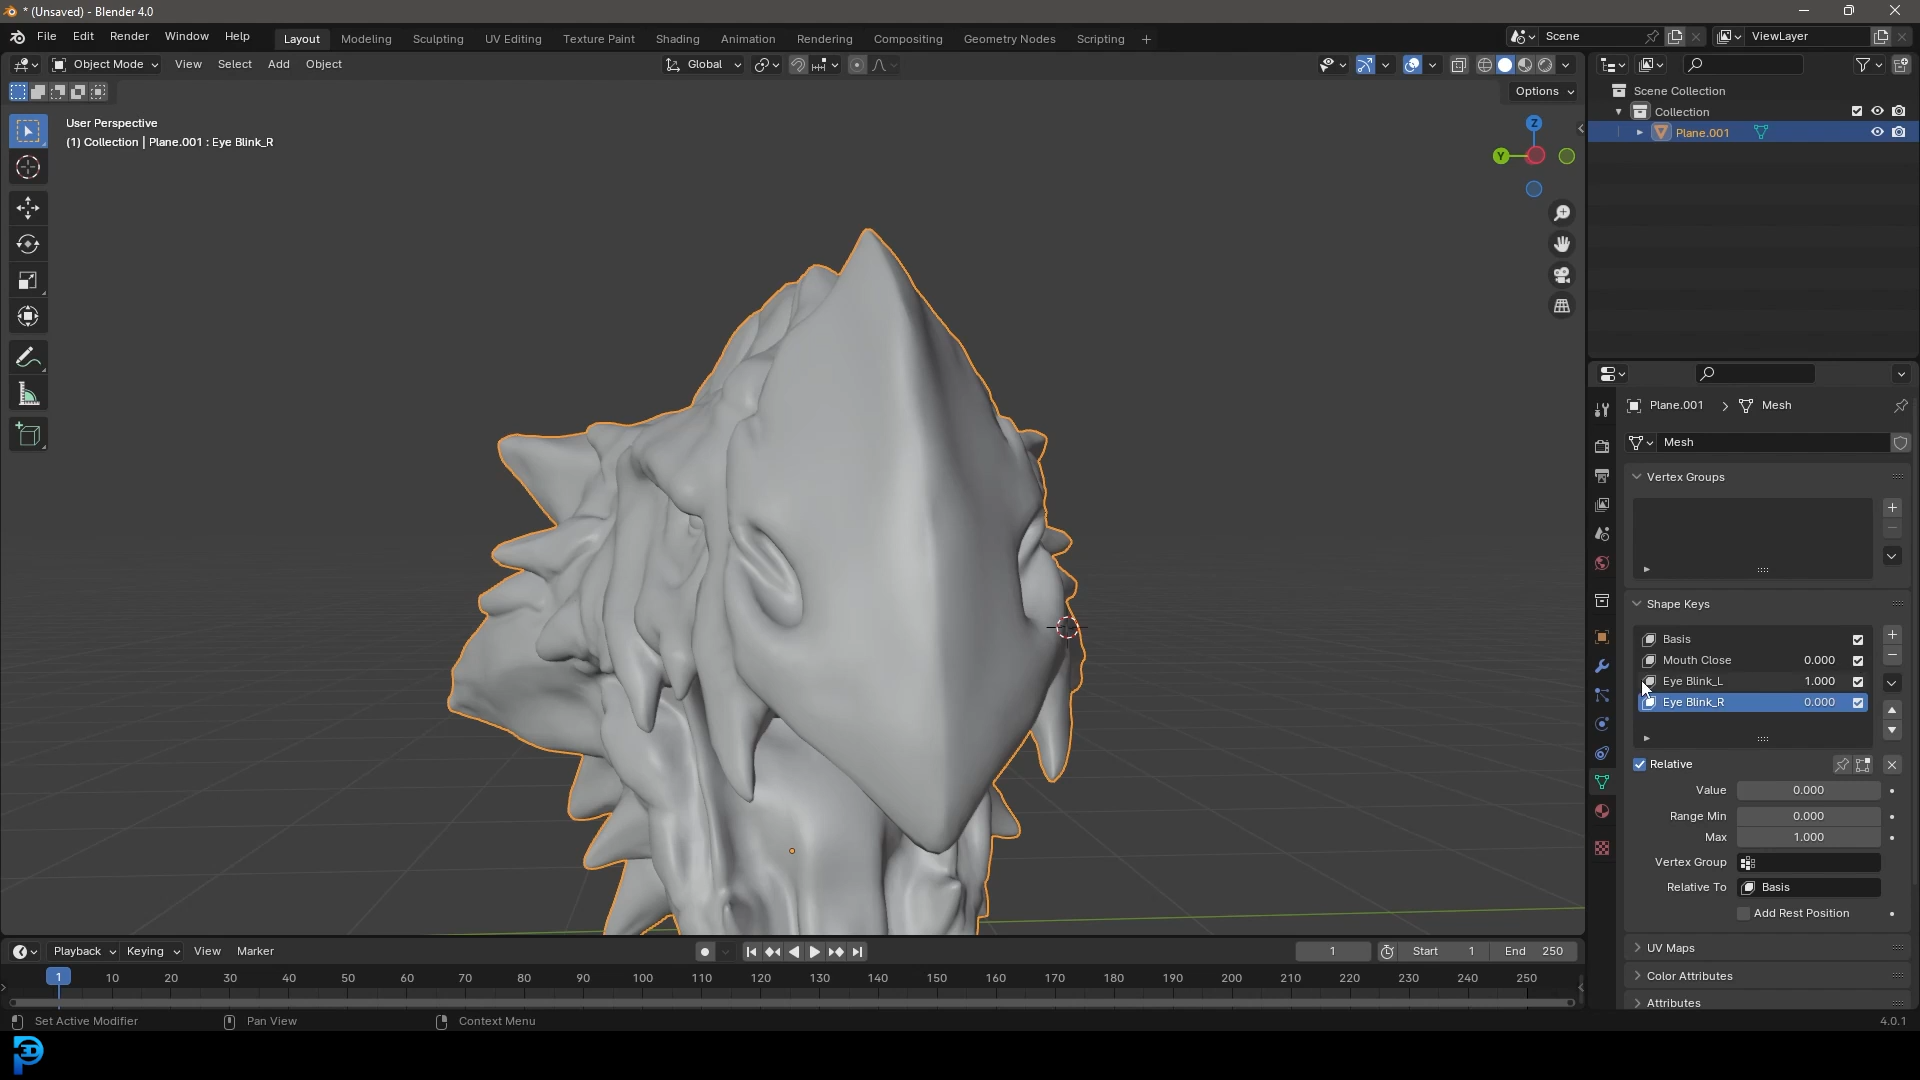 * (Unsaved) - Blender 4.0
File Edit Render Window Help
Layout Modeling Sculpting UV Editing Texture Paint Shading Animation Rendering Compositing Geometry Nodes Scripting +
Scene
ViewLayer
Object Mode View Select Add Object
Global
Options
User Perspective
(1) Collection | Plane.001 : Eye Blink_R
Z
Y
Scene Collection
Collection
Plane.001
Plane.001 > Mesh
Mesh
Vertex Groups
Shape Keys
Basis
Mouth Close 0.000
Eye Blink_L 1.000
Eye Blink_R 0.000
Relative
Value 0.000
Range Min 0.000
Max 1.000
Vertex Group
Relative To Basis
Add Rest Position
UV Maps
Color Attributes
Attributes
Playback Keying View Marker
1
Start 1
End 250
1 10 20 30 40 50 60 70 80 90 100 110 120 130 140 150 160 170 180 190 200 210 220 230 240 250
Set Active Modifier
Pan View
Context Menu
4.0.1
3D